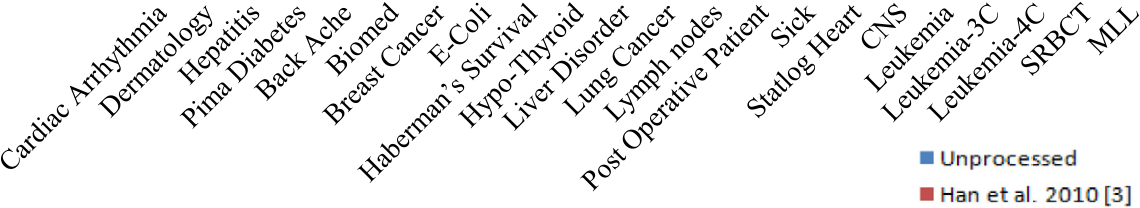 Cardiac Arrhythmia
Dermatology
Hepatitis
Pima Diabetes
Back Ache
Biomed
Breast Cancer
E-Coli
Haberman's Survival
Hypo-Thyroid
Liver Disorder
Lung Cancer
Lymph nodes
Post Operative Patient
Sick
Statlog Heart
CNS
Leukemia
Leukemia-3C
Leukemia-4C
SRBCT
MLL
Unprocessed
Han et al. 2010 [3]